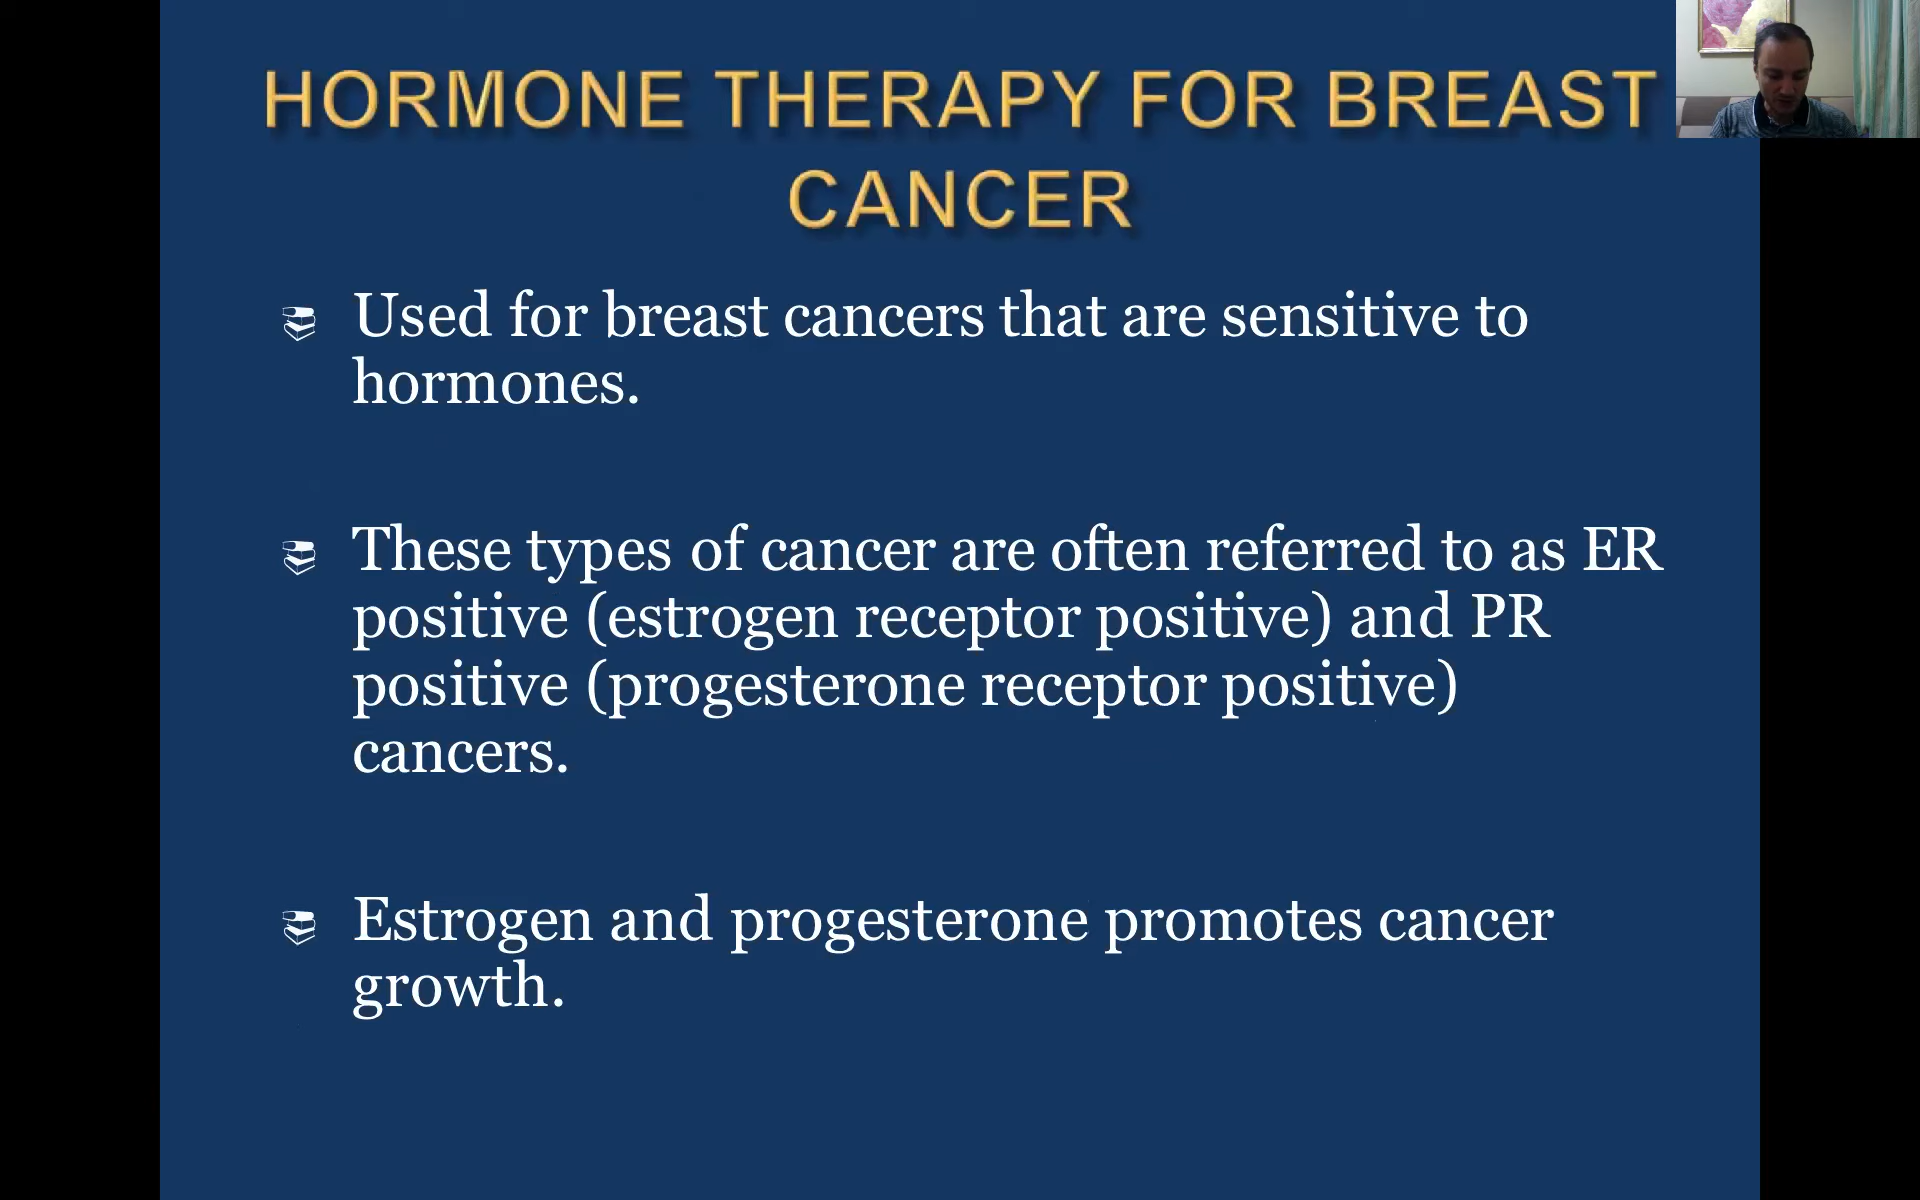 HORMONE THERAPY FOR BREAST
CANCER
Used for breast cancers that are sensitive to
hormones.
These types of cancer are often referred to as ER
positive (estrogen receptor positive) and PR
positive (progesterone receptor positive)
cancers.
Estrogen and progesterone promotes cancer
growth.